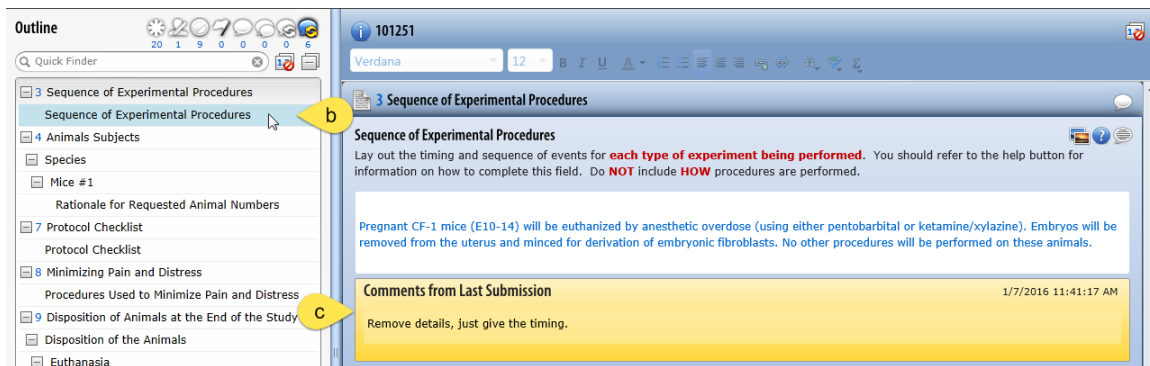 Outline
20 1 9 0 0 0 0 6
Quick Finder
3 Sequence of Experimental Procedures
Sequence of Experimental Procedures
b
4 Animals Subjects
Species
Mice #1
Rationale for Requested Animal Numbers
7 Protocol Checklist
Protocol Checklist
8 Minimizing Pain and Distress
Procedures Used to Minimize Pain and Distress
9 Disposition of Animals at the End of the Study
c
Disposition of the Animals
Euthanasia
101251
Verdana 12 B I U A Σ
3 Sequence of Experimental Procedures
Sequence of Experimental Procedures
Lay out the timing and sequence of events for each type of experiment being performed. You should refer to the help button for
information on how to complete this field. Do NOT include HOW procedures are performed.
Pregnant CF-1 mice (E10-14) will be euthanized by anesthetic overdose (using either pentobarbital or ketamine/xylazine). Embryos will be
removed from the uterus and minced for derivation of embryonic fibroblasts. No other procedures will be performed on these animals.
Comments from Last Submission 1/7/2016 11:41:17 AM
Remove details, just give the timing.